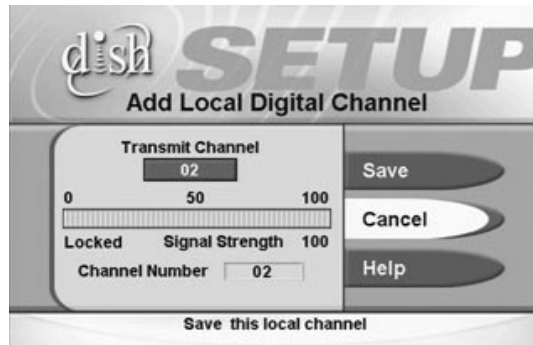 dish SETUP
Add Local Digital Channel
Transmit Channel
02
0 50 100
Locked Signal Strength 100
Channel Number 02
Save
Cancel
Help
Save this local channel